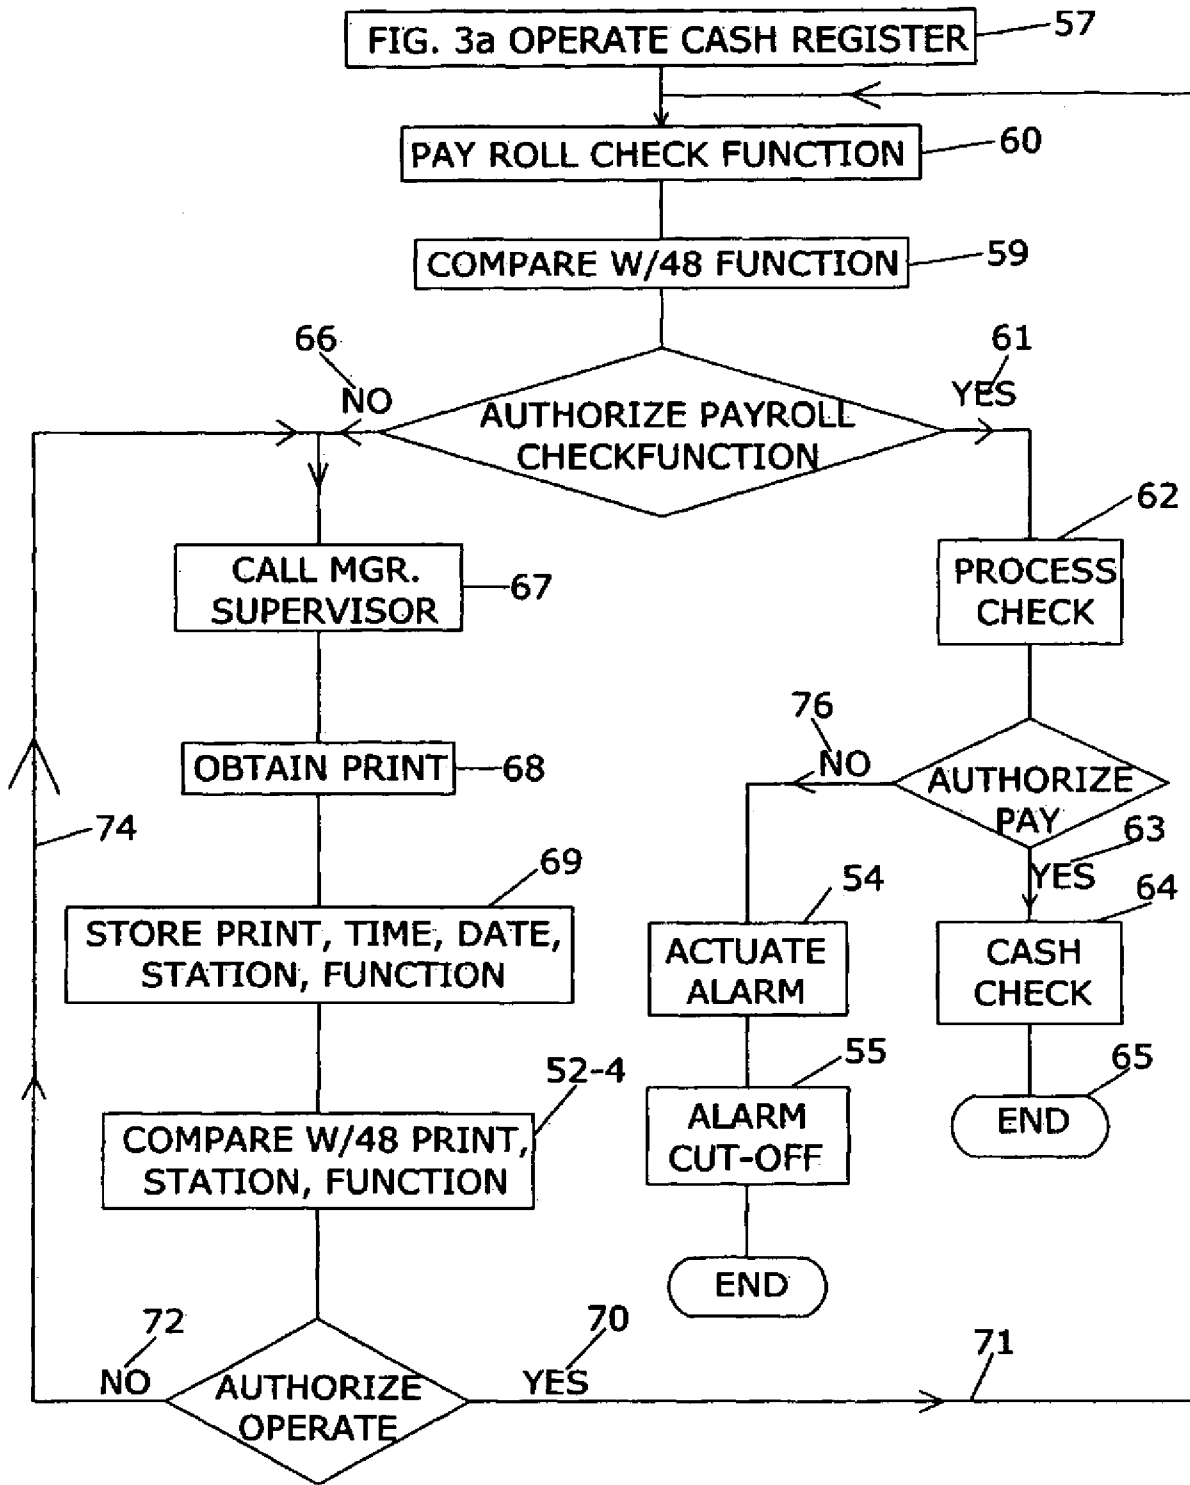 FIG. 3a OPERATE CASH REGISTER
57
PAY ROLL CHECK FUNCTION
60
COMPARE W/48 FUNCTION
59
66
NO
61
YES
AUTHORIZE PAYROLL
CHECKFUNCTION
62
CALL MGR.
SUPERVISOR
67
PROCESS
CHECK
76
NO
OBTAIN PRINT
68
AUTHORIZE
PAY
74
63
YES
69
54
64
STORE PRINT, TIME, DATE,
STATION, FUNCTION
ACTUATE
ALARM
CASH
CHECK
52-4
55
65
COMPARE W/48 PRINT,
STATION, FUNCTION
ALARM
CUT-OFF
END
END
72
NO
70
YES
71
AUTHORIZE
OPERATE